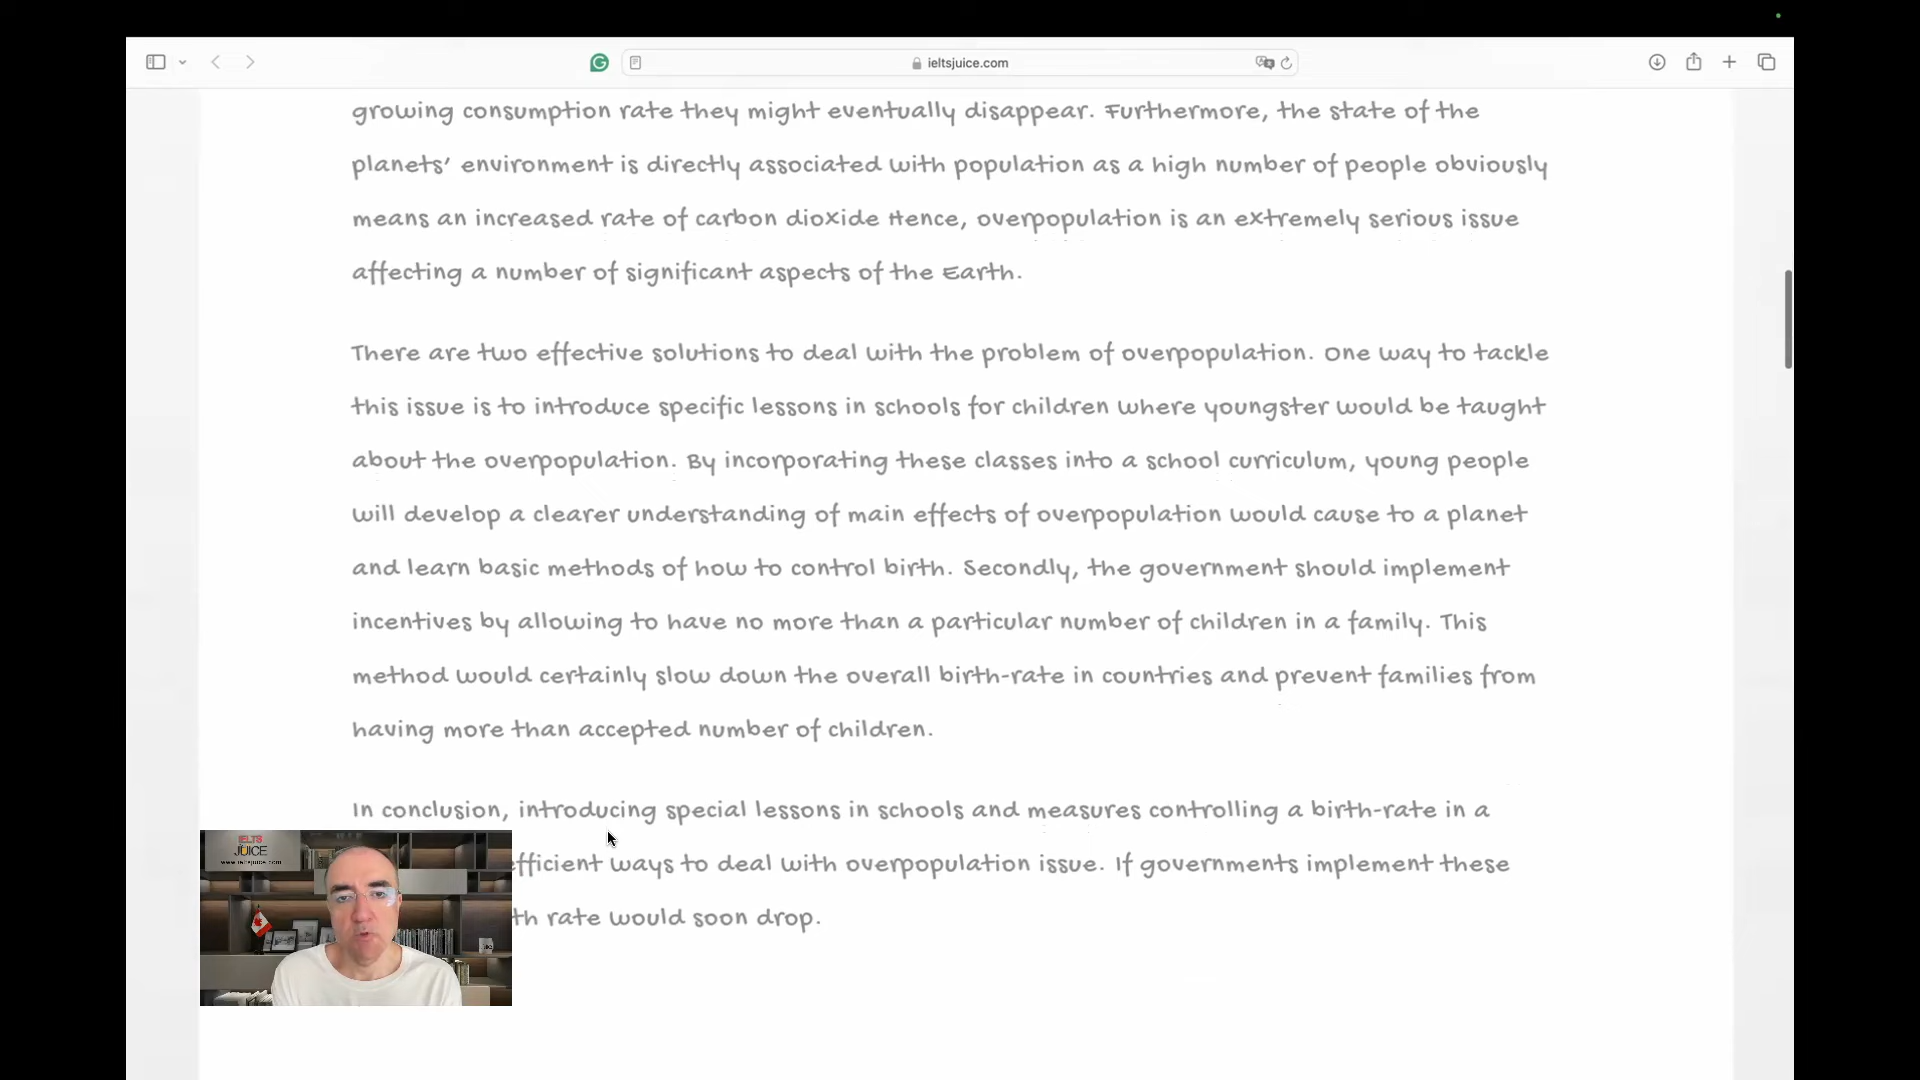 ieltsjuice.com
growing consumption rate they might eventually disappear. Furthermore, the state of the
planets' environment is directly associated with population as a high number of people obviously
means an increased rate of carbon dioxide Hence, overpopulation is an extremely serious issue
affecting a number of significant aspects of the Earth.
There are two effective solutions to deal with the problem of overpopulation. One way to tackle
this issue is to introduce specific lessons in schools for children where youngster would be taught
about the overpopulation. By incorporating these classes into a school curriculum, young people
will develop a clearer understanding of main effects of overpopulation would cause to a planet
and learn basic methods of how to control birth. Secondly, the government should implement
incentives by allowing to have no more than a particular number of children in a family. This
method would certainly slow down the overall birth-rate in countries and prevent families from
having more than accepted number of children.
In conclusion, introducing special lessons in schools and measures controlling a birth-rate in a
efficient ways to deal with overpopulation issue. If governments implement these
th rate would soon drop.
IELTS
JUICE
www.ieltsjuice.com